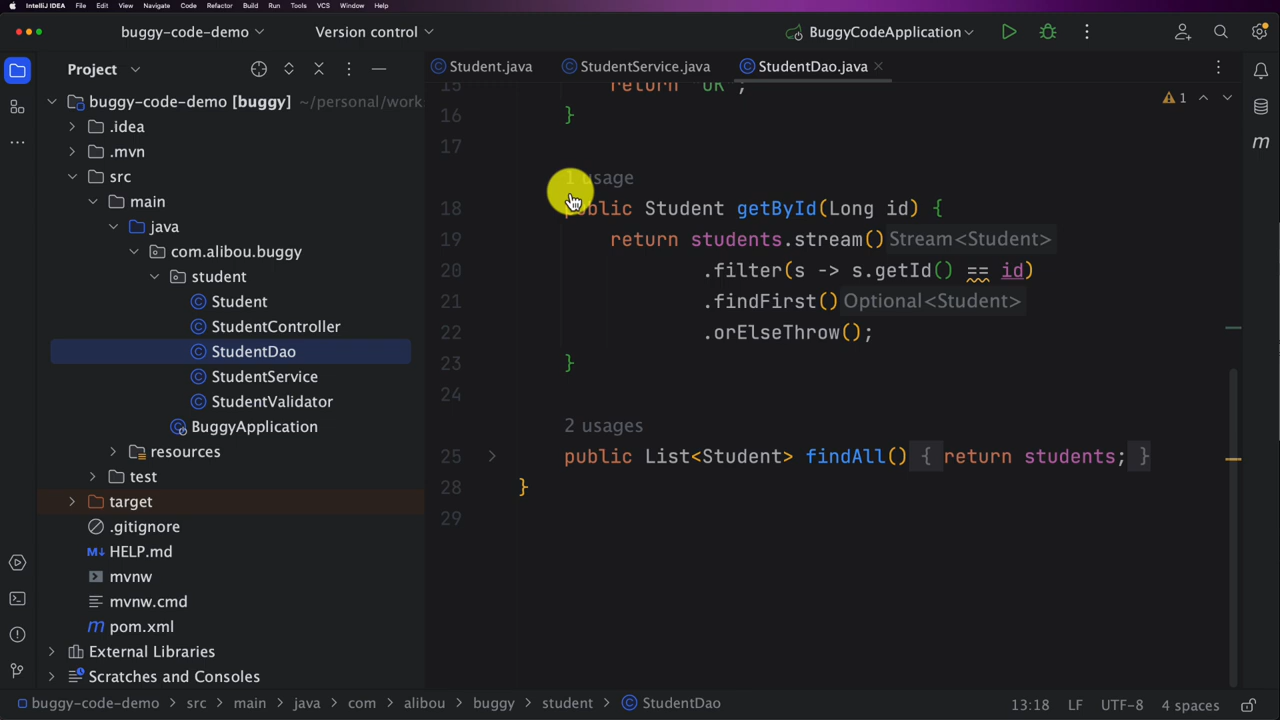 IntelliJ IDEA File Edit View Navigate Code Refactor Build Run Tools VCS Window Help
buggy-code-demo Version control BuggyCodeApplication
Project
Student.java StudentService.java StudentDao.java
buggy-code-demo [buggy] ~/personal/work
.idea
.mvn
src
main
java
com.alibou.buggy
student
Student
StudentController
StudentDao
StudentService
StudentValidator
BuggyApplication
resources
test
target
.gitignore
HELP.md
mvnw
mvnw.cmd
pom.xml
External Libraries
Scratches and Consoles
15 return "OK";
16 }
17
1 usage
18 public Student getById(Long id) {
19 return students.stream() Stream<Student>
20 .filter(s -> s.getId() == id)
21 .findFirst() Optional<Student>
22 .orElseThrow();
23 }
24
2 usages
25 public List<Student> findAll() { return students; }
28 }
29
1
m
buggy-code-demo > src > main > java > com > alibou > buggy > student > StudentDao 13:18 LF UTF-8 4 spaces